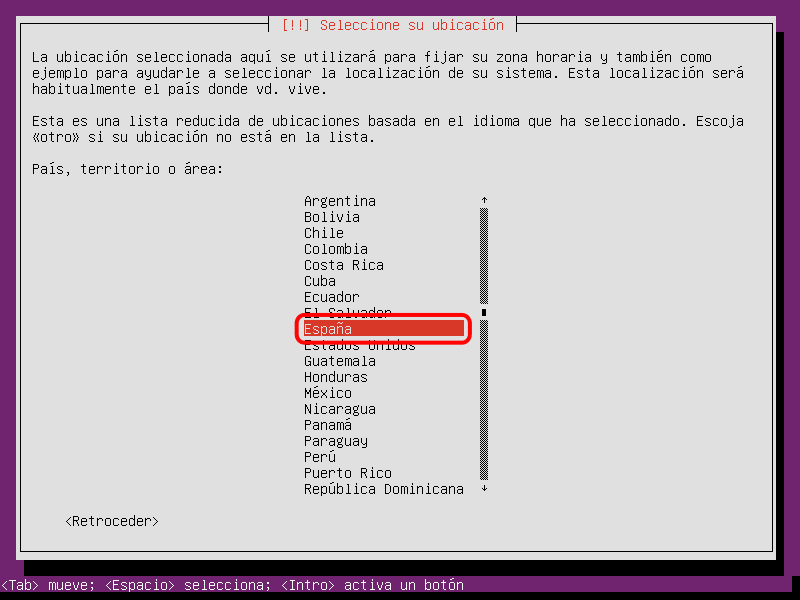 [!!] Seleccione su ubicación
La ubicación seleccionada aquí se utilizará para fijar su zona horaria y también como
ejemplo para ayudarle a seleccionar la localización de su sistema. Esta localización será
habitualmente el país donde vd. vive.
Esta es una lista reducida de ubicaciones basada en el idioma que ha seleccionado. Escoja
«otro» si su ubicación no está en la lista.
País, territorio o área:
Argentina
Bolivia
Chile
Colombia
Costa Rica
Cuba
Ecuador
El Salvador
España
Estados Unidos
Guatemala
Honduras
México
Nicaragua
Panamá
Paraguay
Perú
Puerto Rico
República Dominicana
<Retroceder>
<Tab> mueve; <Espacio> selecciona; <Intro> activa un botón